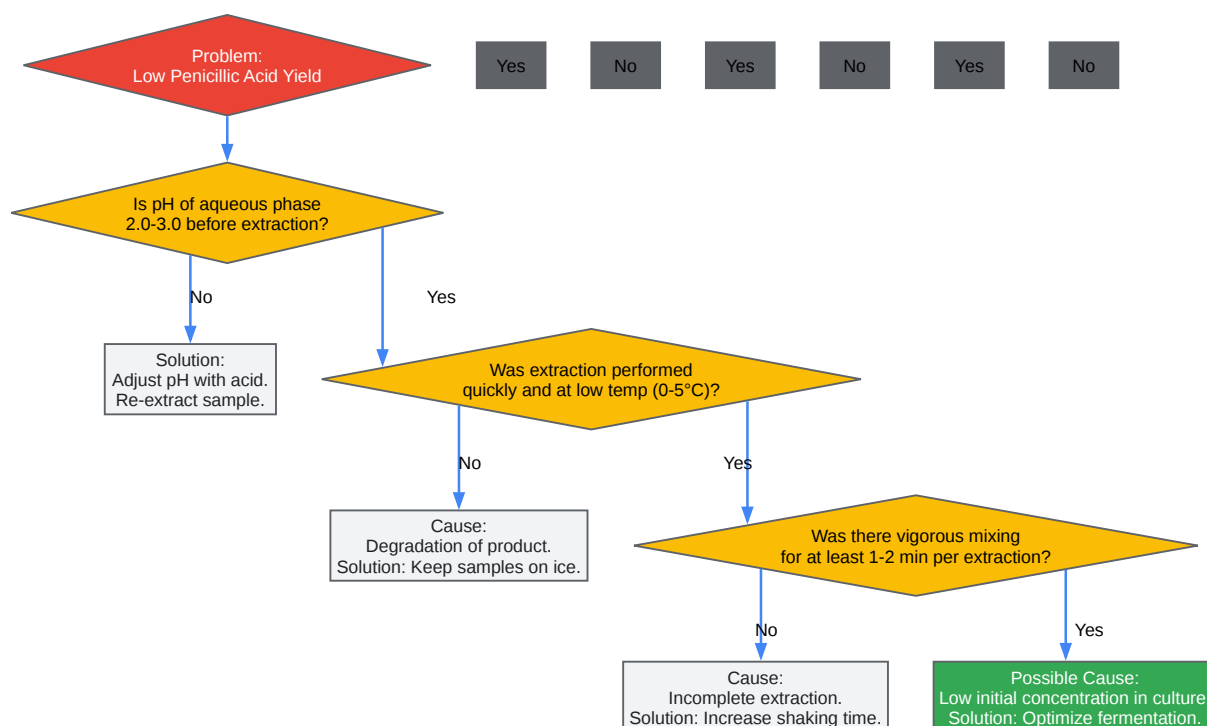 Problem:
Low Penicillic Acid Yield
Yes
No
Yes
No
Yes
No
Is pH of aqueous phase
2.0-3.0 before extraction?
No
Yes
Solution:
Adjust pH with acid.
Re-extract sample.
Was extraction performed
quickly and at low temp (0-5°C)?
No
Yes
Cause:
Degradation of product.
Solution: Keep samples on ice.
Was there vigorous mixing
for at least 1-2 min per extraction?
No
Yes
Cause:
Incomplete extraction.
Solution: Increase shaking time.
Possible Cause:
Low initial concentration in culture
Solution: Optimize fermentation.